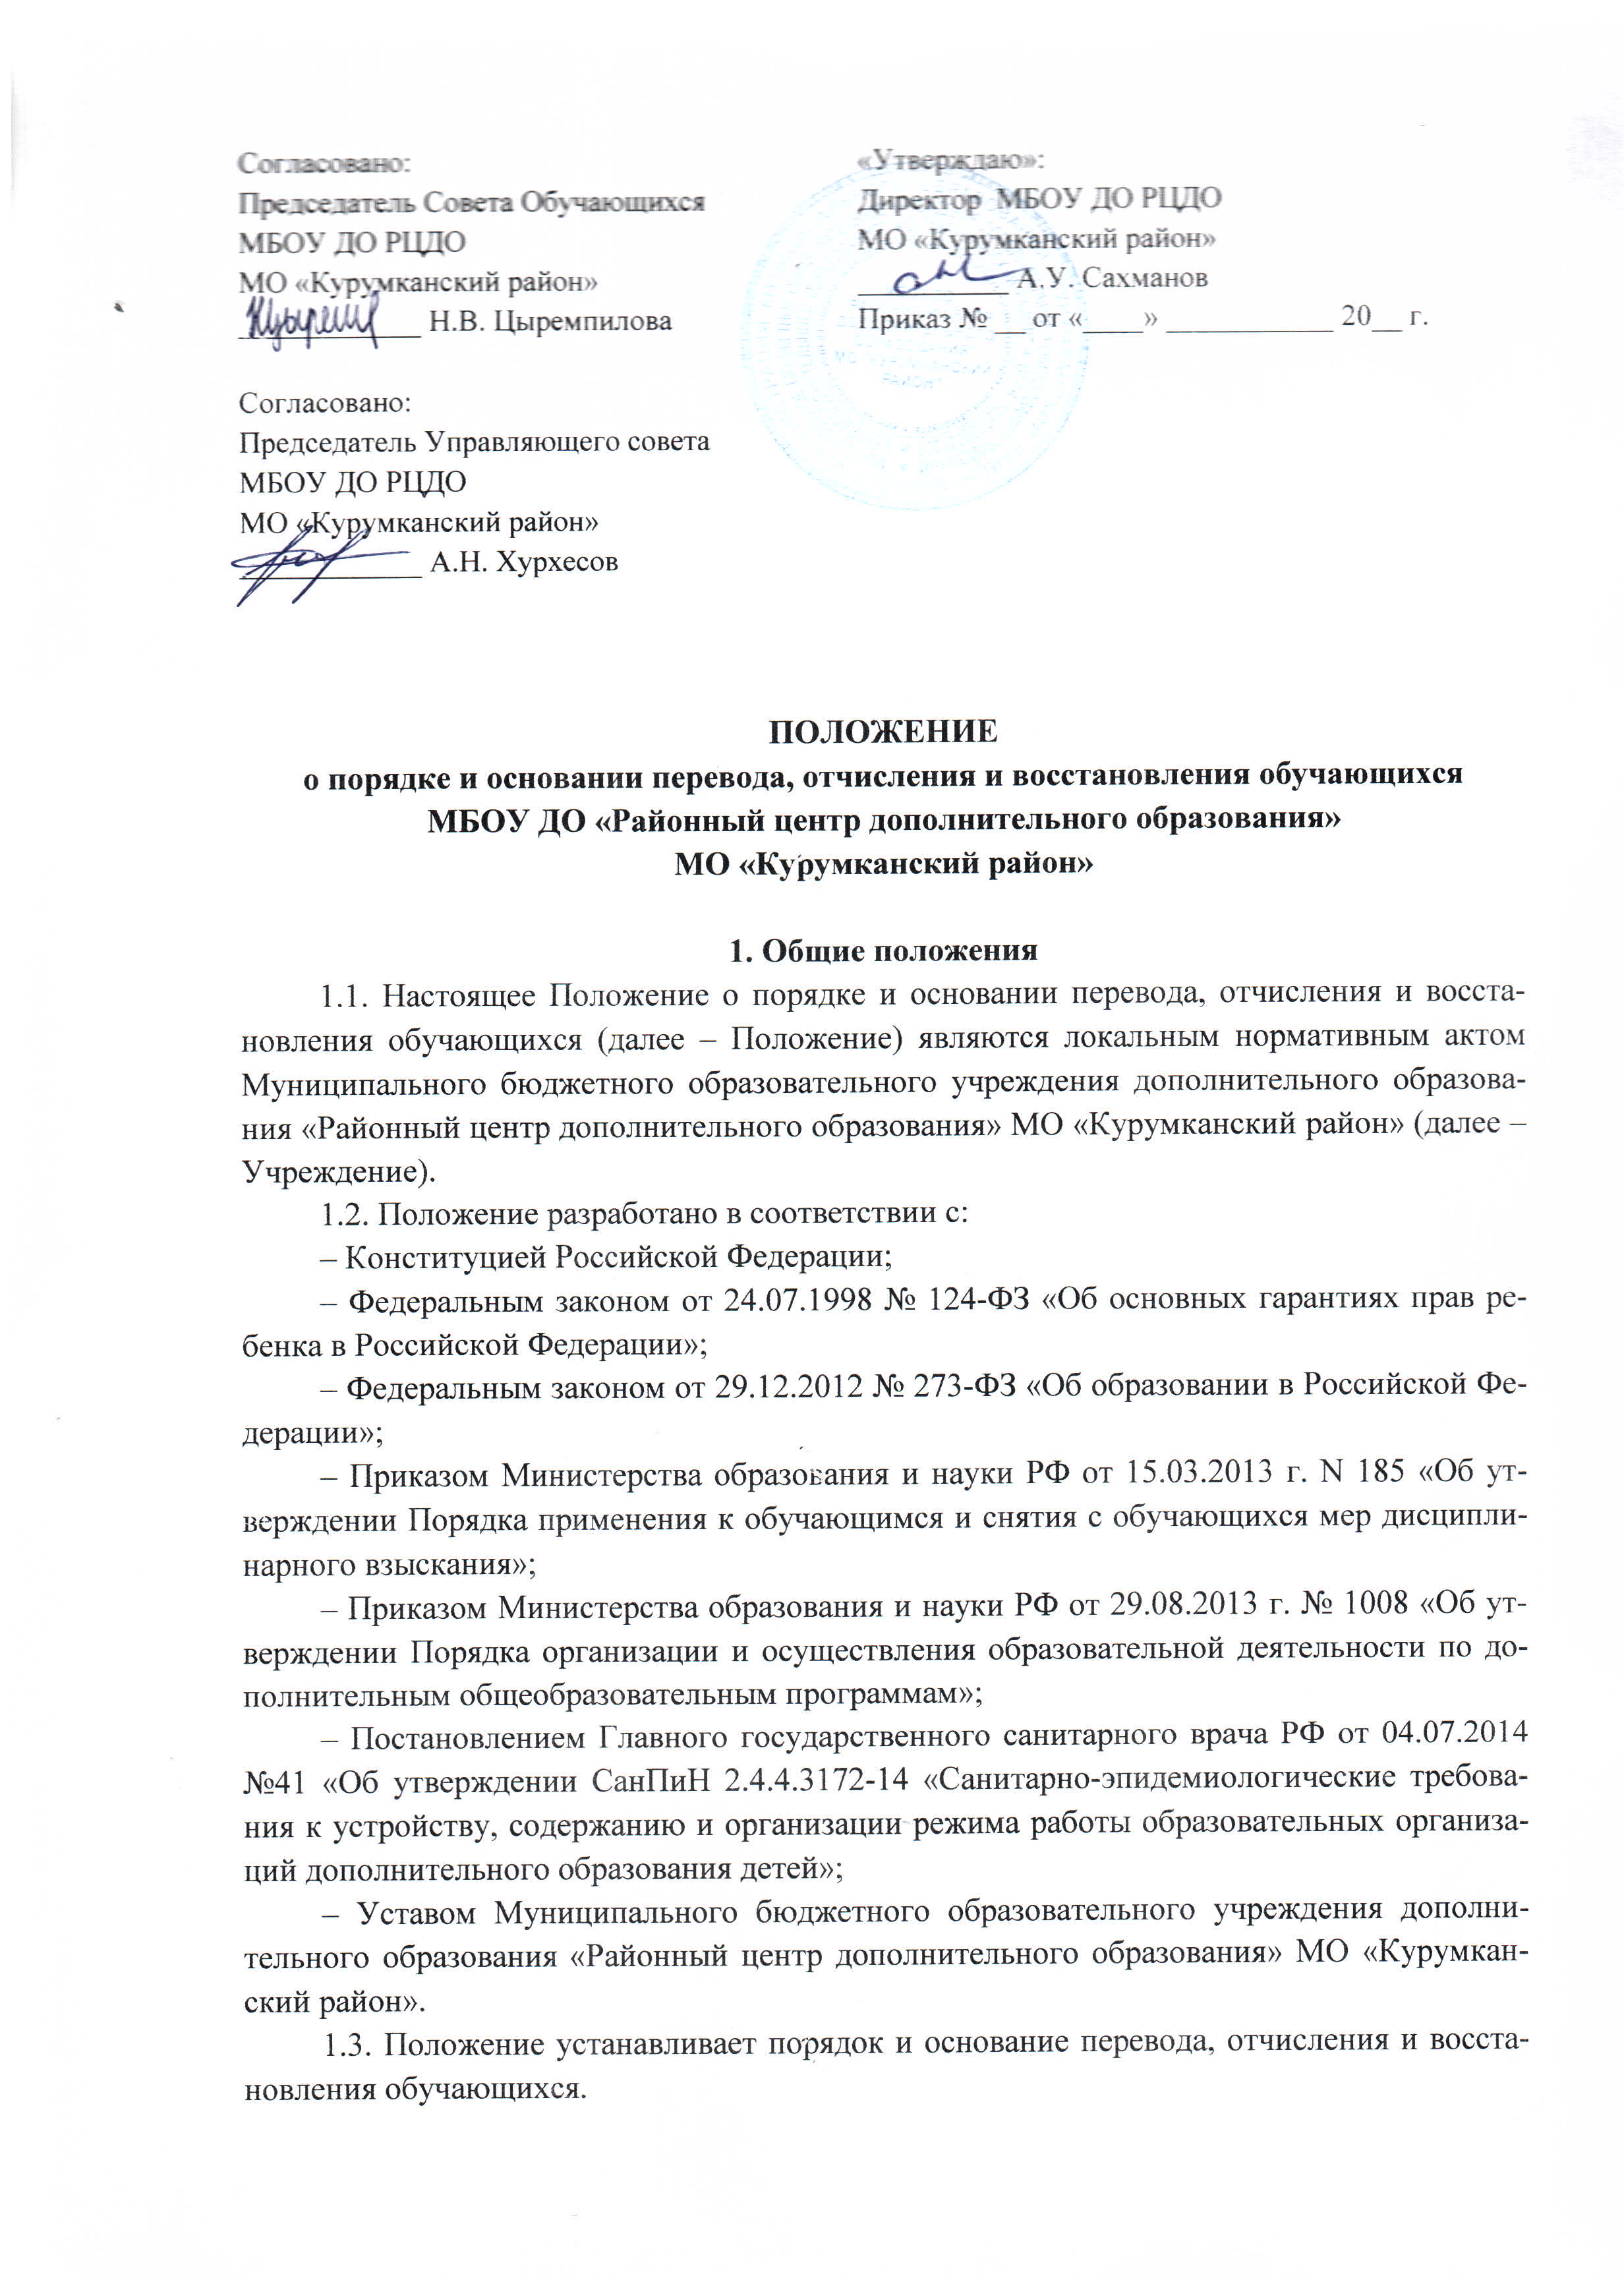 Согласовано:
Председатель Совета Обучающихся
МБОУ ДО РЦДО
МО «Курумканский район»
____________ Н.В. Цыремпилова
«Утверждаю»:
Директор МБОУ ДО РЦДО
МО «Курумканский район»
____________ А.У. Сахманов
Приказ № __ от «____» ___________ 20__ г.
Согласовано:
Председатель Управляющего совета
МБОУ ДО РЦДО
МО «Курумканский район»
____________ А.Н. Хурхесов
ПОЛОЖЕНИЕ
о порядке и основании перевода, отчисления и восстановления обучающихся
МБОУ ДО «Районный центр дополнительного образования»
МО «Курумканский район»
1. Общие положения
1.1. Настоящее Положение о порядке и основании перевода, отчисления и восста-
новления обучающихся (далее – Положение) являются локальным нормативным актом
Муниципального бюджетного образовательного учреждения дополнительного образова-
ния «Районный центр дополнительного образования» МО «Курумканский район» (далее –
Учреждение).
1.2. Положение разработано в соответствии с:
– Конституцией Российской Федерации;
– Федеральным законом от 24.07.1998 № 124-ФЗ «Об основных гарантиях прав ре-
бенка в Российской Федерации»;
– Федеральным законом от 29.12.2012 № 273-ФЗ «Об образовании в Российской Фе-
дерации»;
– Приказом Министерства образования и науки РФ от 15.03.2013 г. N 185 «Об ут-
верждении Порядка применения к обучающимся и снятия с обучающихся мер дисципли-
нарного взыскания»;
– Приказом Министерства образования и науки РФ от 29.08.2013 г. № 1008 «Об ут-
верждении Порядка организации и осуществления образовательной деятельности по до-
полнительным общеобразовательным программам»;
– Постановлением Главного государственного санитарного врача РФ от 04.07.2014
№41 «Об утверждении СанПиН 2.4.4.3172-14 «Санитарно-эпидемиологические требова-
ния к устройству, содержанию и организации режима работы образовательных организа-
ций дополнительного образования детей»;
– Уставом Муниципального бюджетного образовательного учреждения дополни-
тельного образования «Районный центр дополнительного образования» МО «Курумкан-
ский район».
1.3. Положение устанавливает порядок и основание перевода, отчисления и восста-
новления обучающихся.